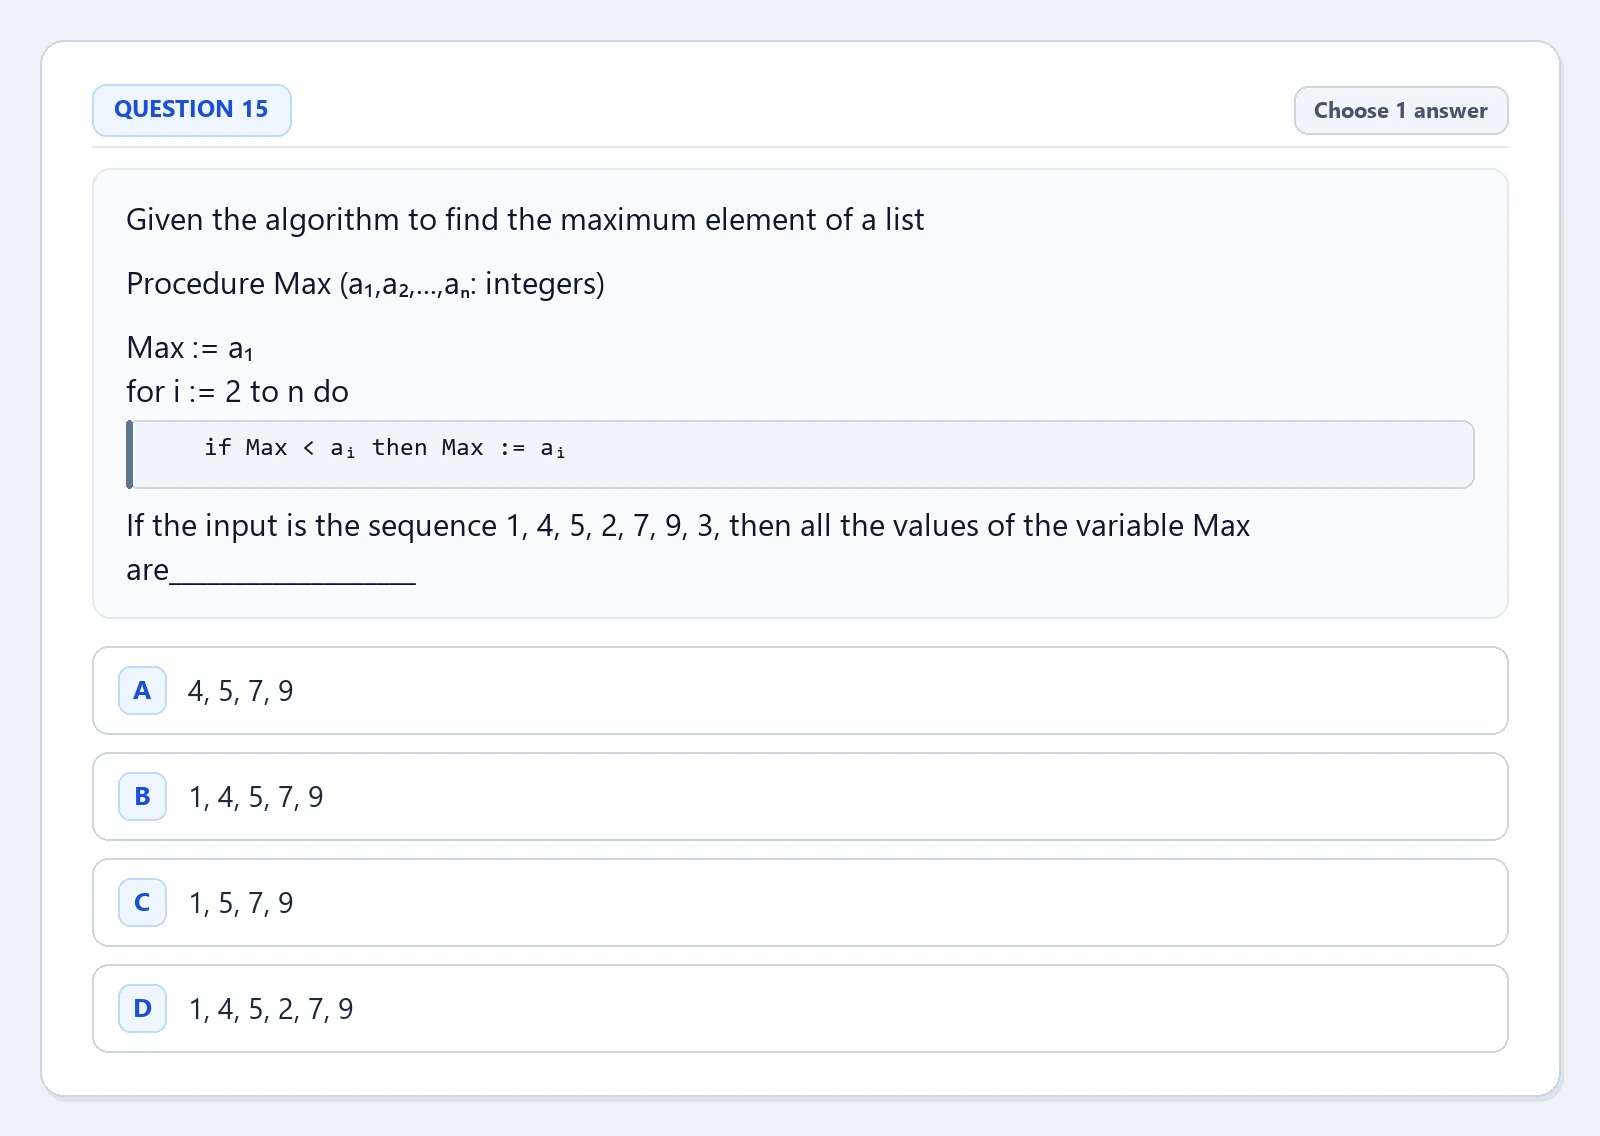 QUESTION 15
Choose 1 answer
Given the algorithm to find the maximum element of a list
Procedure Max (a₁,a₂,...,aₙ: integers)
Max := a₁
for i := 2 to n do
if Max < aᵢ then Max := aᵢ
If the input is the sequence 1, 4, 5, 2, 7, 9, 3, then all the values of the variable Max
are___________________
A 4, 5, 7, 9
B 1, 4, 5, 7, 9
C 1, 5, 7, 9
D 1, 4, 5, 2, 7, 9